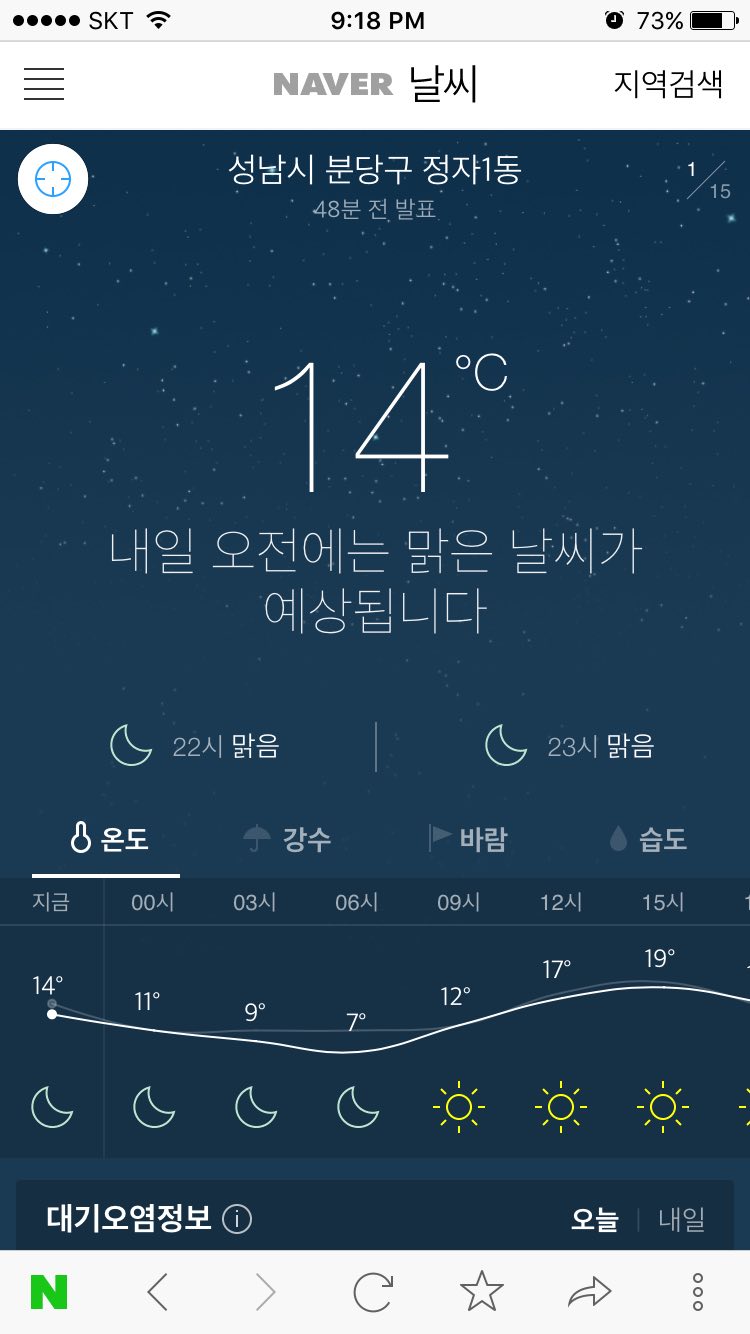 SKT 9:18 PM 73%
NAVER 날씨 지역검색
성남시 분당구 정자1동 1/15
48분 전 발표
14°C
내일 오전에는 맑은 날씨가
예상됩니다
22시 맑음 23시 맑음
온도 강수 바람 습도
지금 00시 03시 06시 09시 12시 15시
14° 11° 9° 7° 12° 17° 19°
대기오염정보 오늘 내일
N